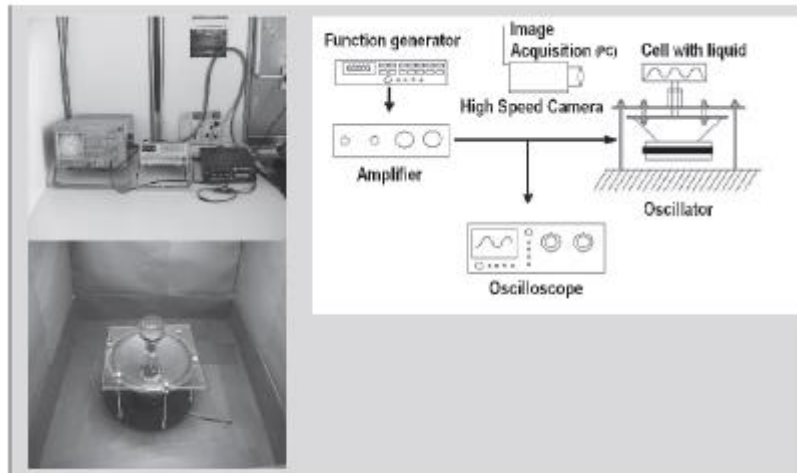 Function generator
Image
Acquisition (PC)
Cell with liquid
High Speed Camera
Amplifier
Oscillator
Oscilloscope